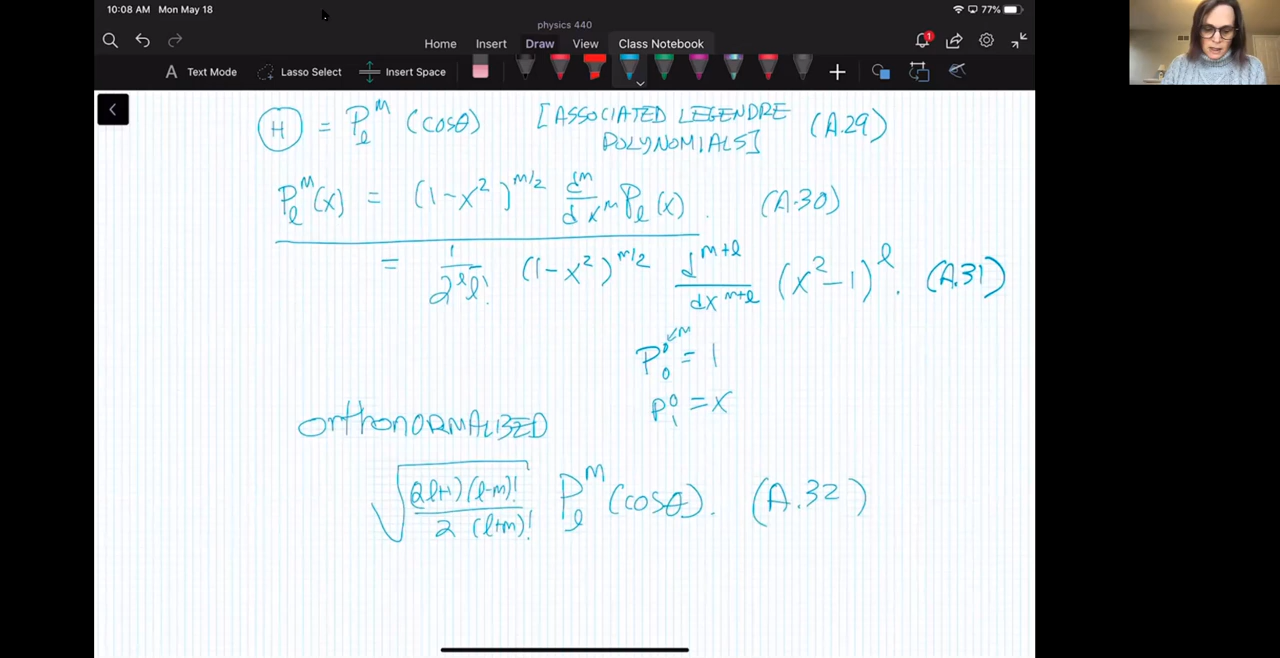 10:08 AM Mon May 18
77%
physics 440
Home Insert Draw View Class Notebook
1
A Text Mode Lasso Select Insert Space
Ⓗ = P_l^m (cosθ) [ASSOCIATED LEGENDRE POLYNOMIALS] (A.29)
P_l^m(x) = (1-x²)^{m/2} d^m/dx^m P_l(x). (A.30)
= 1/(2^l l!) (1-x²)^{m/2} d^{m+l}/dx^{m+l} (x²-1)^l. (A.31)
P_0^0 ↙m = 1
P_1^0 = x
OrthoNORMALIZED
√((2l+1)(l-m)!/2(l+m)!) P_l^m (cosθ). (A.32)